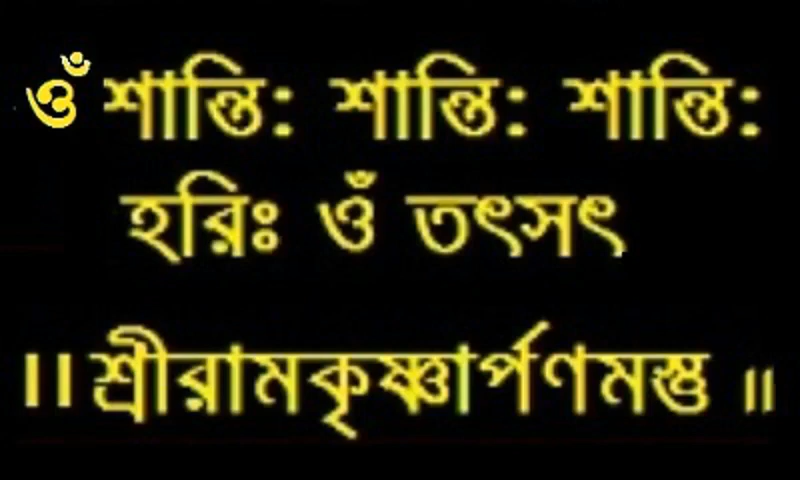 ওঁ শান্তি: শান্তি: শান্তি:
হরিঃ ওঁ তৎসৎ
।। শ্রীরামকৃষ্ণার্পণমস্তু ॥